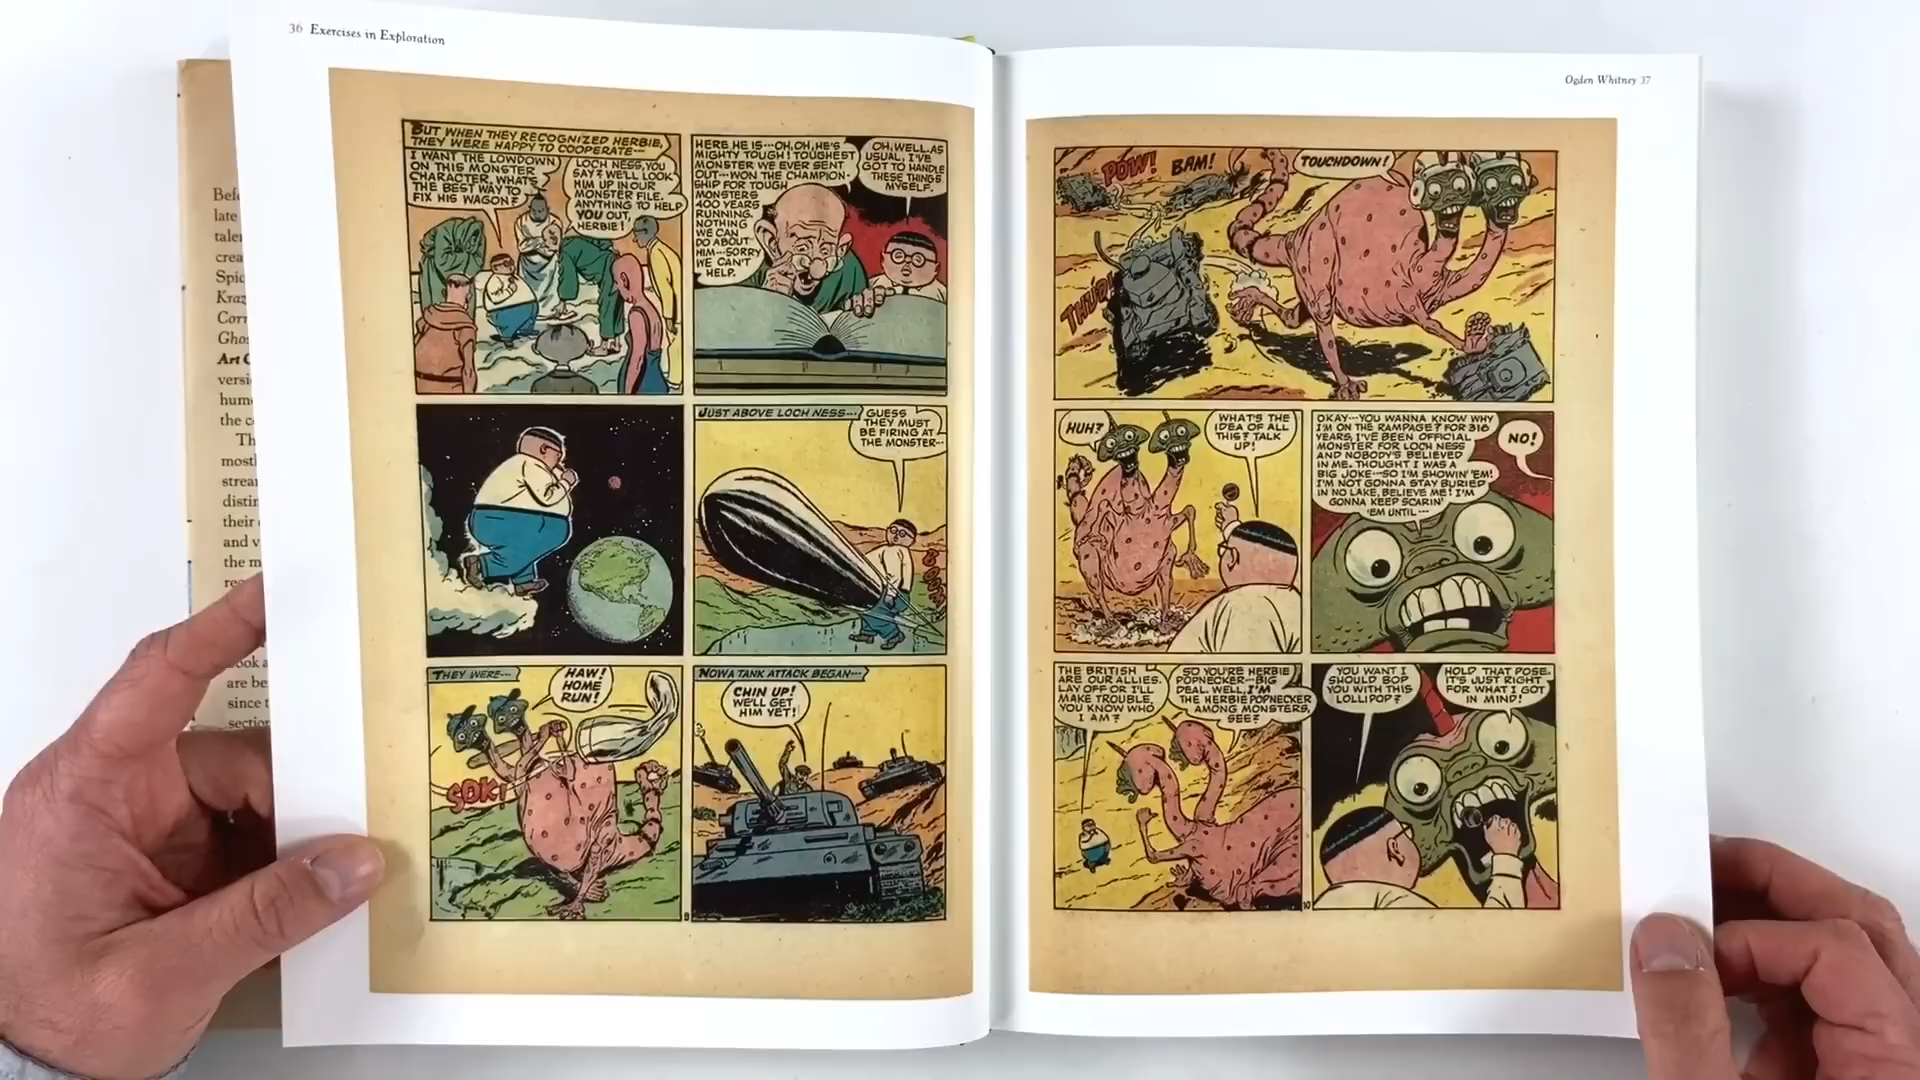 36 Exercises in Exploration
BUT WHEN THEY RECOGNIZED HERBIE,
THEY WERE HAPPY TO COOPERATE---
I WANT THE LOWDOWN
ON THIS MONSTER
CHARACTER. WHAT'S
THE BEST WAY TO
FIX HIS WAGON?
LOCH NESS, YOU
SAY? WE'LL LOOK
HIM UP IN OUR
MONSTER FILE.
ANYTHING TO HELP
YOU OUT,
HERBIE!
HERE HE IS---OH, OH, HE'S
MIGHTY TOUGH! TOUGHEST
MONSTER WE EVER SENT
OUT---WON THE CHAMPION-
SHIP FOR TOUGH
MONSTERS
400 YEARS
RUNNING.
NOTHING
WE CAN
DO ABOUT
HIM---SORRY
WE CAN'T
HELP.
OH, WELL. AS
USUAL, I'VE
GOT TO HANDLE
THESE THINGS
MYSELF.
JUST ABOVE LOCH NESS---
GUESS
THEY MUST
BE FIRING AT
THE MONSTER---
BOOM!
THEY WERE---
HAW!
HOME
RUN!
SOK!
NOW A TANK ATTACK BEGAN---
CHIN UP!
WE'LL GET
HIM YET!
9
Ogden Whitney 37
POW!
BAM!
TOUCHDOWN!
THUD!
HUH?
WHAT'S THE
IDEA OF ALL
THIS? TALK
UP!
OKAY---YOU WANNA KNOW WHY
I'M ON THE RAMPAGE? FOR 316
YEARS, I'VE BEEN OFFICIAL
MONSTER FOR LOCH NESS
AND NOBODY'S BELIEVED
IN ME. THOUGHT I WAS A
BIG JOKE---SO I'M SHOWIN' 'EM!
I'M NOT GONNA STAY BURIED
IN NO LAKE, BELIEVE ME! I'M
GONNA KEEP SCARIN'
'EM UNTIL---
NO!
THE BRITISH
ARE OUR ALLIES.
LAY OFF OR I'LL
MAKE TROUBLE.
YOU KNOW WHO
I AM?
SO YOU'RE HERBIE
POPNECKER---BIG
DEAL. WELL, I'M
THE HERBIE POPNECKER
AMONG MONSTERS,
SEE?
YOU WANT I
SHOULD BOP
YOU WITH THIS
LOLLIPOP?
HOLD THAT POSE.
IT'S JUST RIGHT
FOR WHAT I GOT
IN MIND!
10